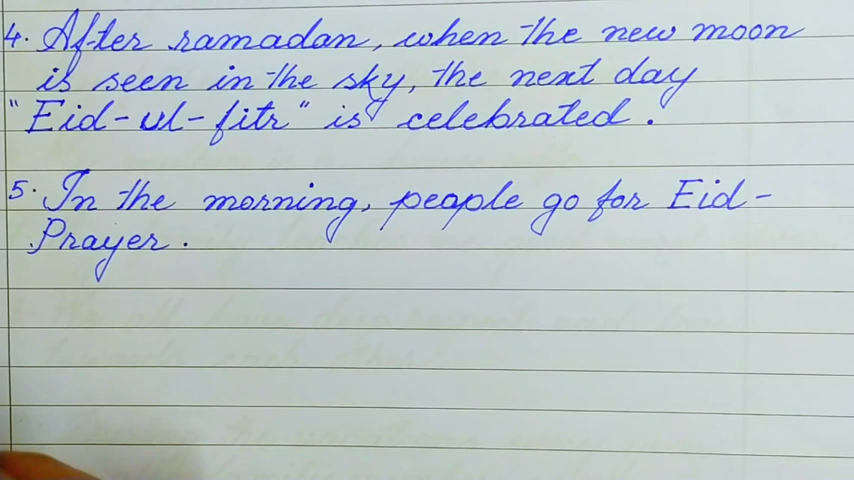 4. After ramadan, when the new moon
is seen in the sky, the next day
"Eid-ul-fitr" is celebrated.
5. In the morning, people go for Eid-
Prayer.